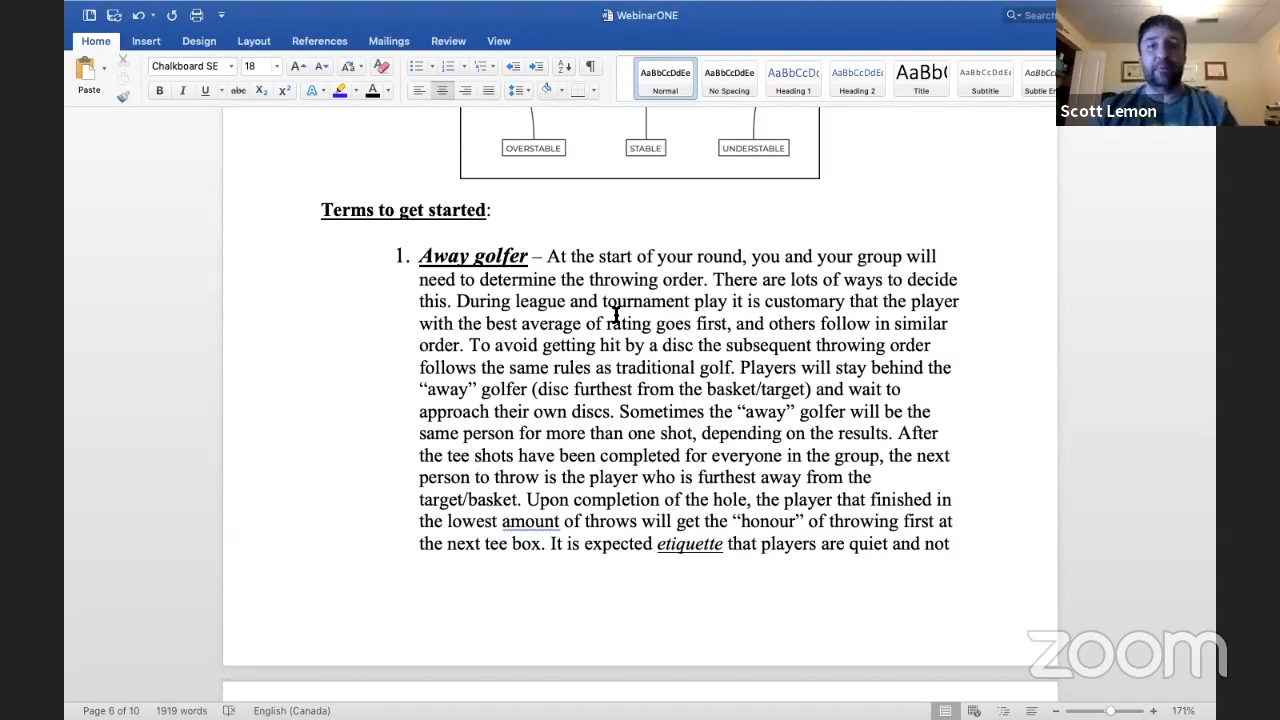 WebinarONE
Search
Home Insert Design Layout References Mailings Review View
Paste
Chalkboard SE 18
AaBbCcDdEe AaBbCcDdEe AaBbCcDc AaBbCcDdEe AaBb( AaBbCcDdEe AaBbCcDdEe
Normal No Spacing Heading 1 Heading 2 Title Subtitle Subtle Em
Scott Lemon
OVERSTABLE STABLE UNDERSTABLE
Terms to get started:
1. Away golfer – At the start of your round, you and your group will
need to determine the throwing order. There are lots of ways to decide
this. During league and tournament play it is customary that the player
with the best average of rating goes first, and others follow in similar
order. To avoid getting hit by a disc the subsequent throwing order
follows the same rules as traditional golf. Players will stay behind the
“away” golfer (disc furthest from the basket/target) and wait to
approach their own discs. Sometimes the “away” golfer will be the
same person for more than one shot, depending on the results. After
the tee shots have been completed for everyone in the group, the next
person to throw is the player who is furthest away from the
target/basket. Upon completion of the hole, the player that finished in
the lowest amount of throws will get the “honour” of throwing first at
the next tee box. It is expected etiquette that players are quiet and not
zoom
Page 6 of 10 1919 words English (Canada) 171%